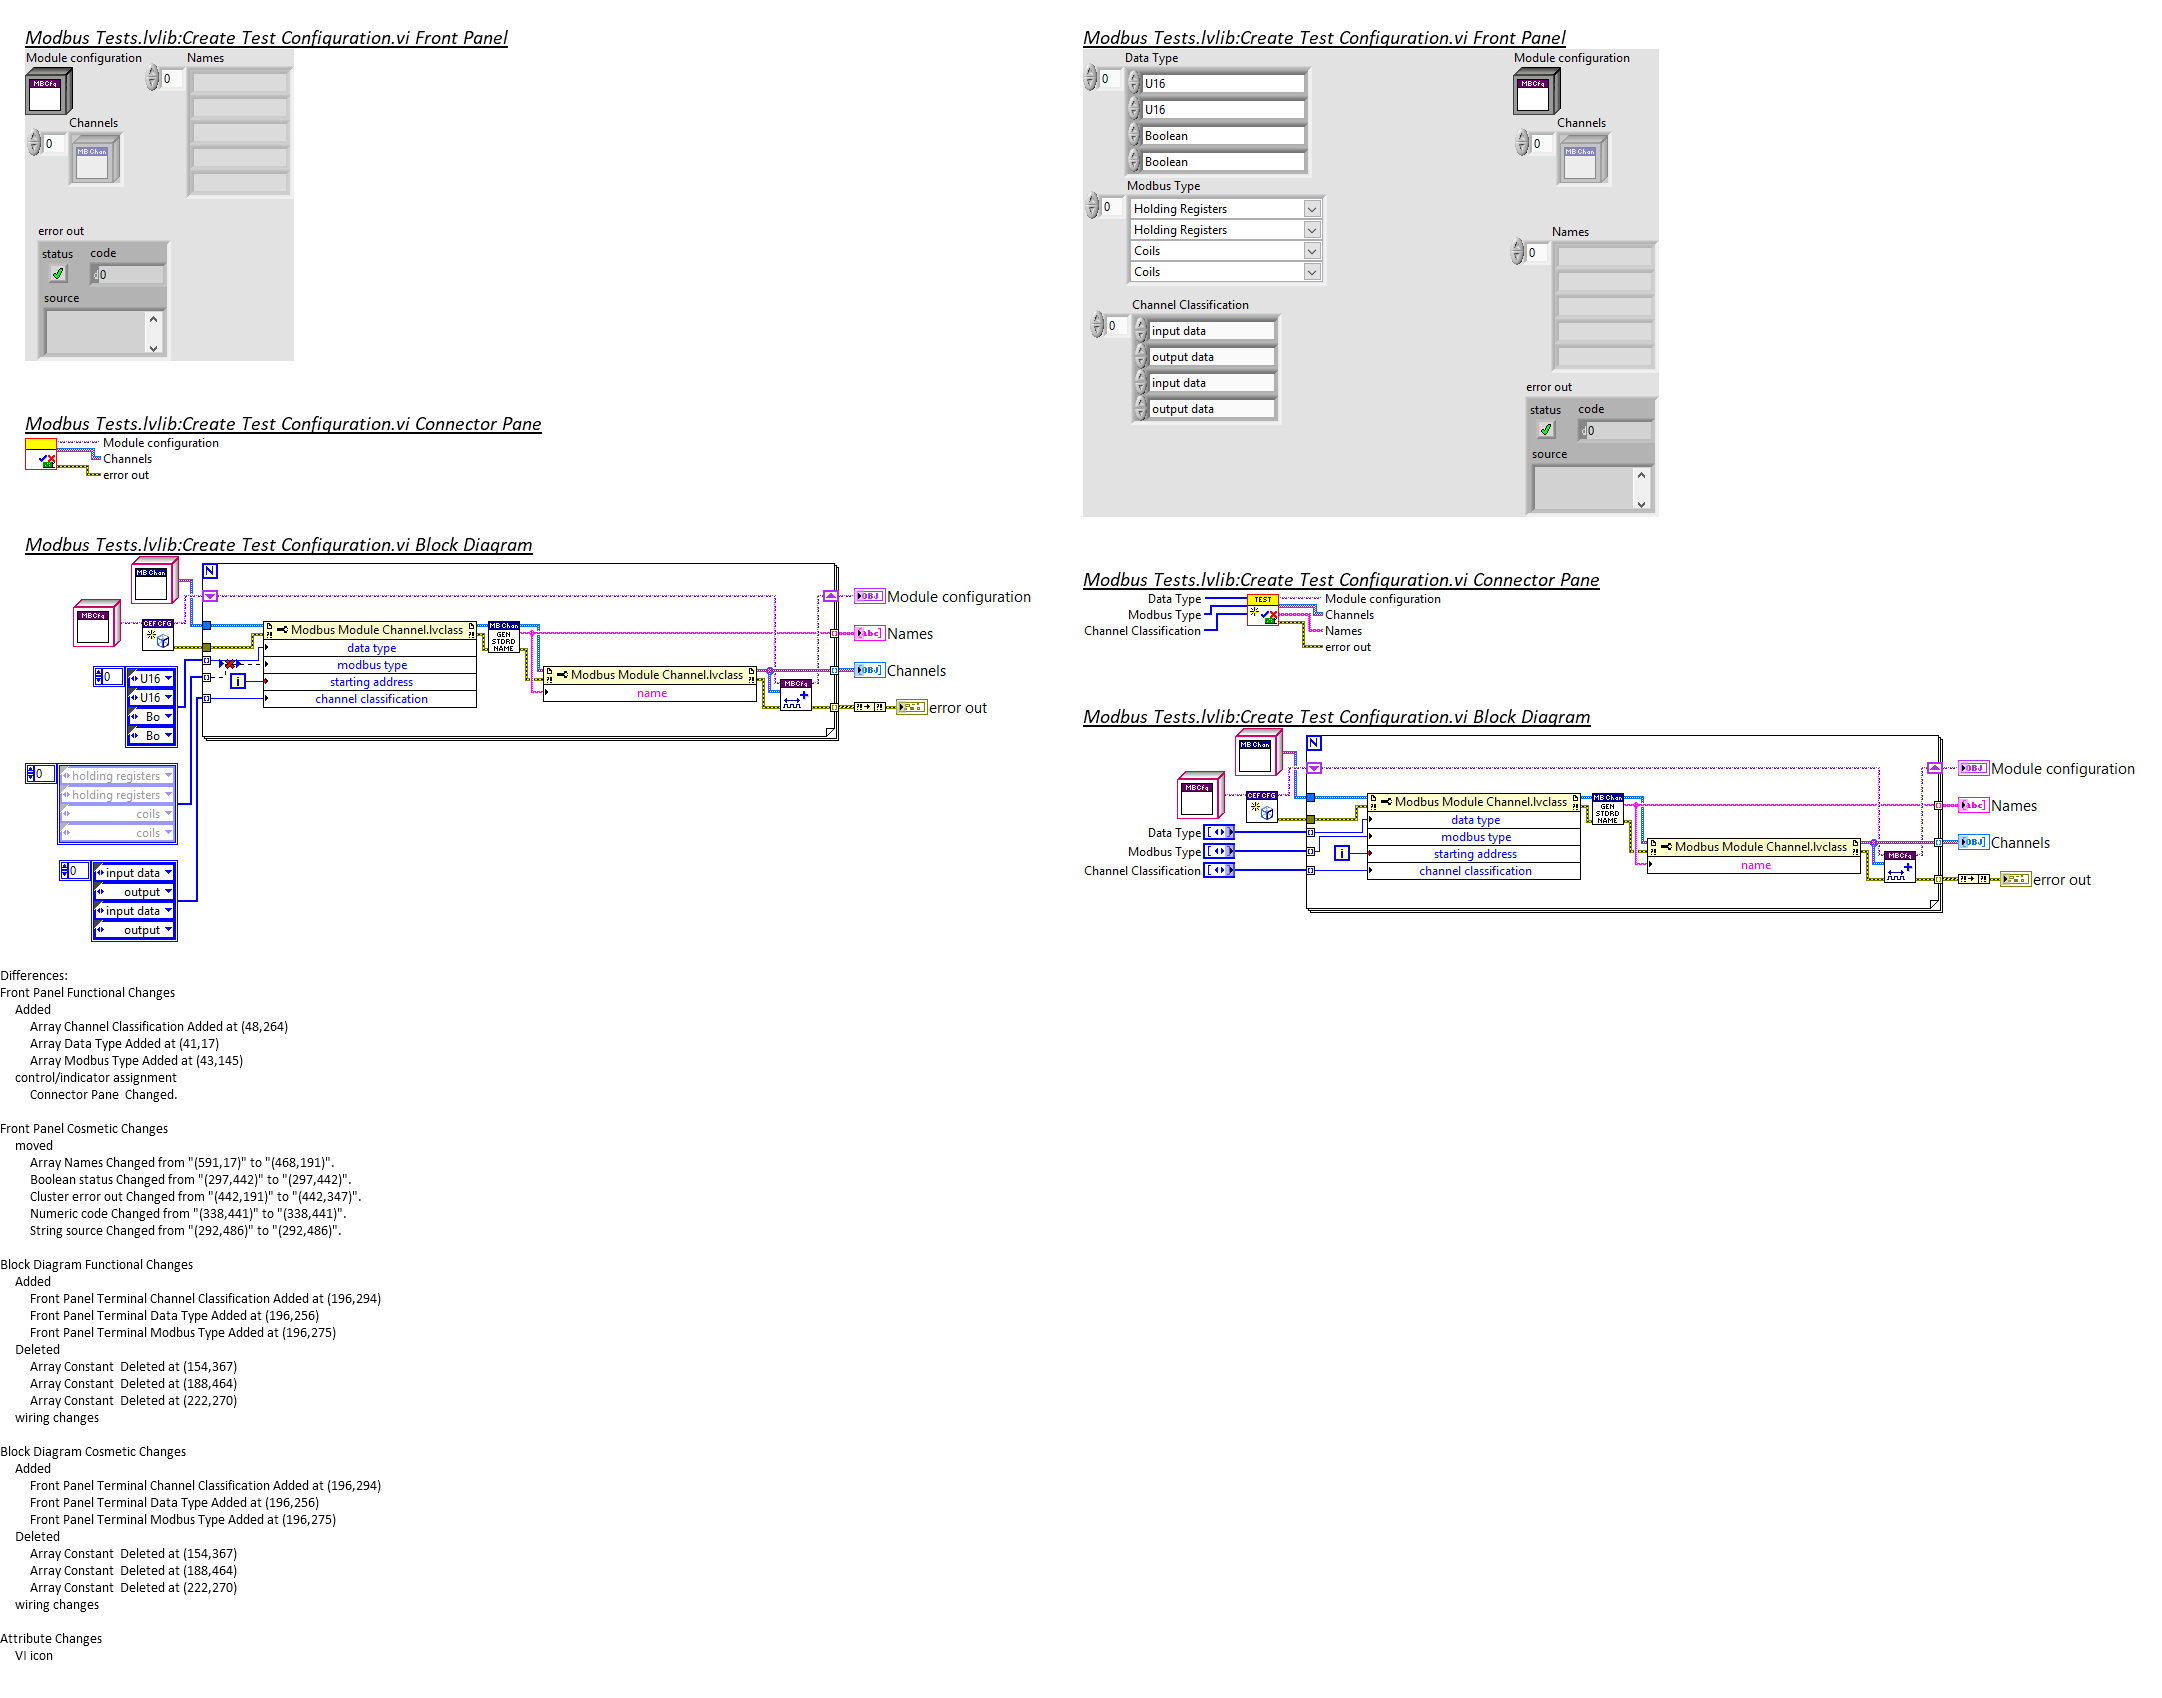 Modbus Tests.lvlib:Create Test Configuration.vi Front Panel
Module configuration
Names
MBCfg
0
Channels
0
MB Chan
error out
status
code
d0
source
Modbus Tests.lvlib:Create Test Configuration.vi Connector Pane
Module configuration
Channels
error out
Modbus Tests.lvlib:Create Test Configuration.vi Block Diagram
MB Chan
N
MBCfg
CEF CFG
OBJ
Module configuration
Modbus Module Channel.lvclass
MB Chan
GEN
STDRD
NAME
abc
Names
data type
modbus type
i
starting address
channel classification
Modbus Module Channel.lvclass
name
MBCfg
OBJ
Channels
?!
?!
error out
0
U16
U16
Bo
Bo
0
holding registers
holding registers
coils
coils
0
input data
output
input data
output
Modbus Tests.lvlib:Create Test Configuration.vi Front Panel
Data Type
0
U16
U16
Boolean
Boolean
Modbus Type
0
Holding Registers
Holding Registers
Coils
Coils
Channel Classification
0
input data
output data
input data
output data
Module configuration
MBCfg
Channels
0
MB Chan
Names
0
error out
status
code
d0
source
Modbus Tests.lvlib:Create Test Configuration.vi Connector Pane
Data Type
Modbus Type
Channel Classification
TEST
Module configuration
Channels
Names
error out
Modbus Tests.lvlib:Create Test Configuration.vi Block Diagram
MB Chan
N
MBCfg
CEF CFG
OBJ
Module configuration
Modbus Module Channel.lvclass
MB Chan
GEN
STDRD
NAME
abc
Names
Data Type
Modbus Type
Channel Classification
data type
modbus type
i
starting address
channel classification
Modbus Module Channel.lvclass
name
MBCfg
OBJ
Channels
?!
?!
error out
Differences:
Front Panel Functional Changes
Added
Array Channel Classification Added at (48,264)
Array Data Type Added at (41,17)
Array Modbus Type Added at (43,145)
control/indicator assignment
Connector Pane  Changed.
Front Panel Cosmetic Changes
moved
Array Names Changed from "(591,17)" to "(468,191)".
Boolean status Changed from "(297,442)" to "(297,442)".
Cluster error out Changed from "(442,191)" to "(442,347)".
Numeric code Changed from "(338,441)" to "(338,441)".
String source Changed from "(292,486)" to "(292,486)".
Block Diagram Functional Changes
Added
Front Panel Terminal Channel Classification Added at (196,294)
Front Panel Terminal Data Type Added at (196,256)
Front Panel Terminal Modbus Type Added at (196,275)
Deleted
Array Constant  Deleted at (154,367)
Array Constant  Deleted at (188,464)
Array Constant  Deleted at (222,270)
wiring changes
Block Diagram Cosmetic Changes
Added
Front Panel Terminal Channel Classification Added at (196,294)
Front Panel Terminal Data Type Added at (196,256)
Front Panel Terminal Modbus Type Added at (196,275)
Deleted
Array Constant  Deleted at (154,367)
Array Constant  Deleted at (188,464)
Array Constant  Deleted at (222,270)
wiring changes
Attribute Changes
VI icon